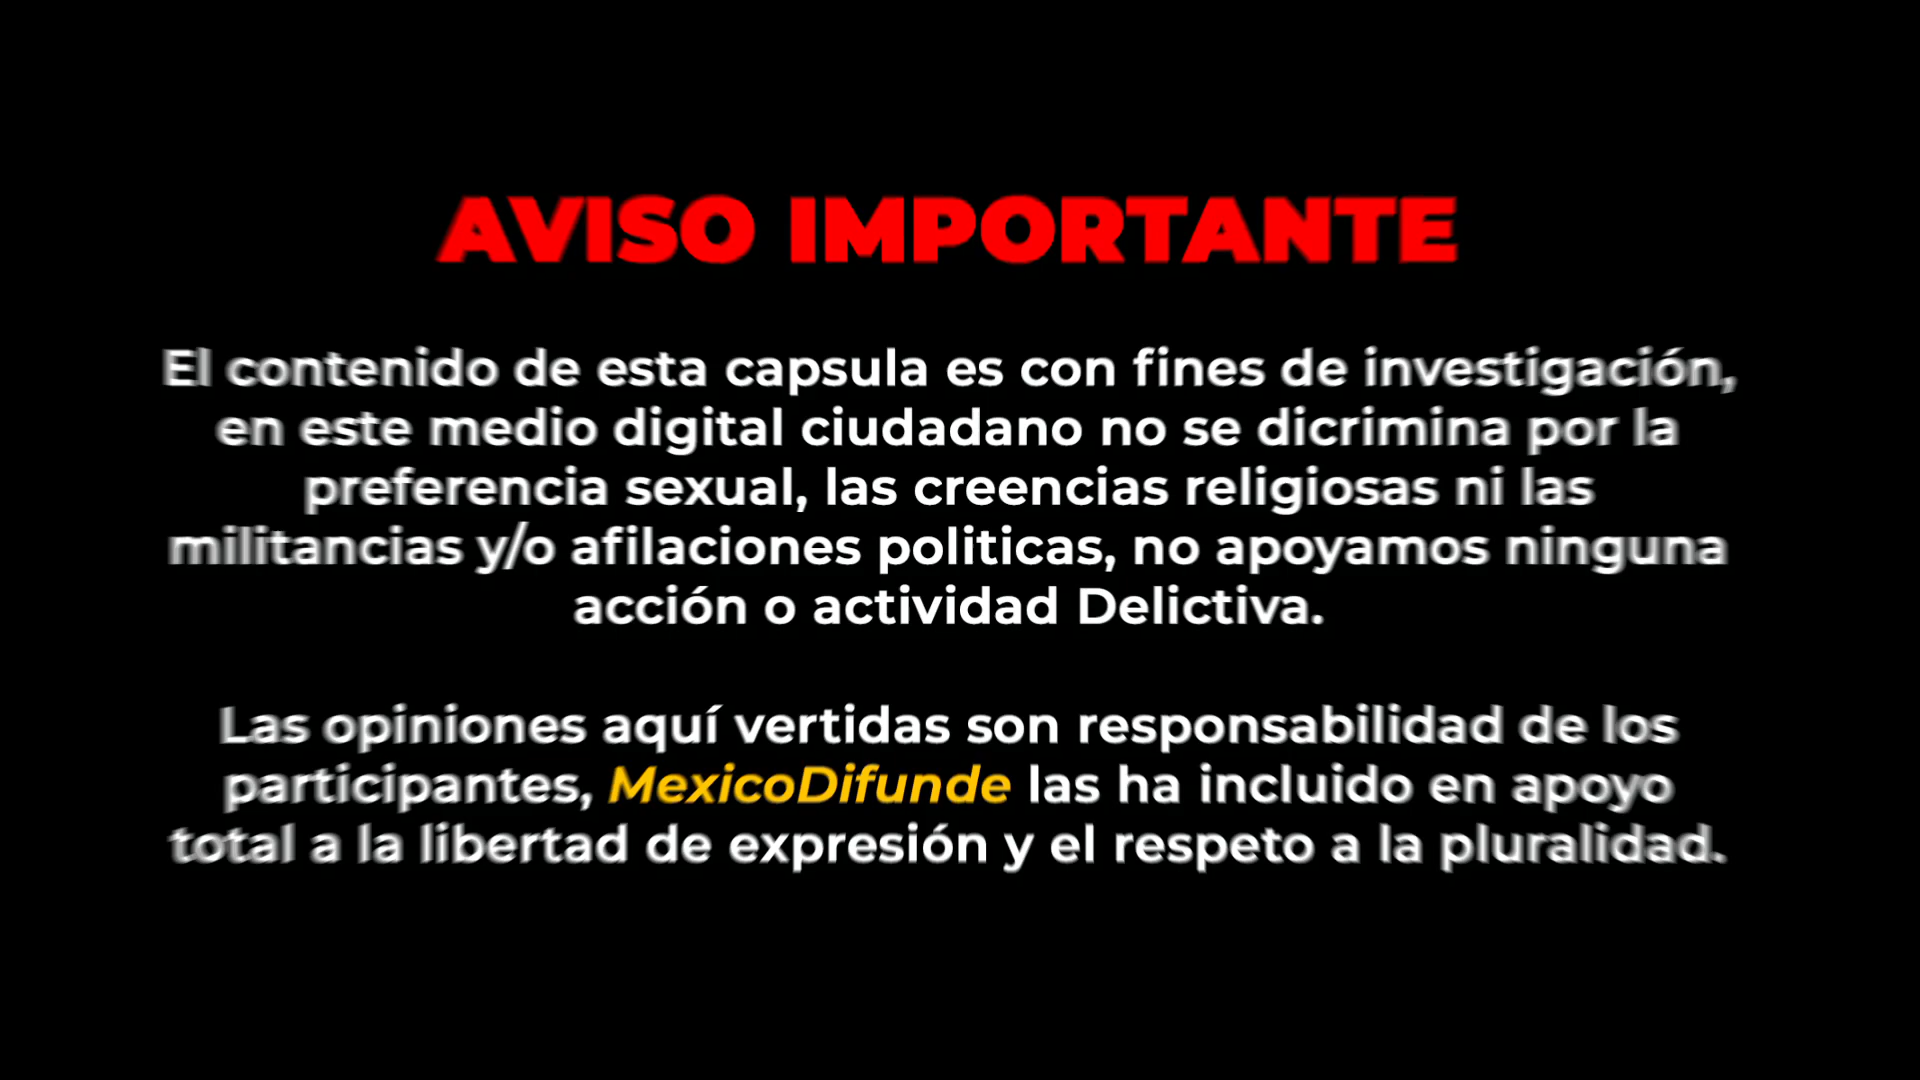 AVISO IMPORTANTE
El contenido de esta capsula es con fines de investigación,
en este medio digital ciudadano no se dicrimina por la
preferencia sexual, las creencias religiosas ni las
militancias y/o afilaciones politicas, no apoyamos ninguna
acción o actividad Delictiva.
Las opiniones aquí vertidas son responsabilidad de los
participantes, MexicoDifunde las ha incluido en apoyo
total a la libertad de expresión y el respeto a la pluralidad.